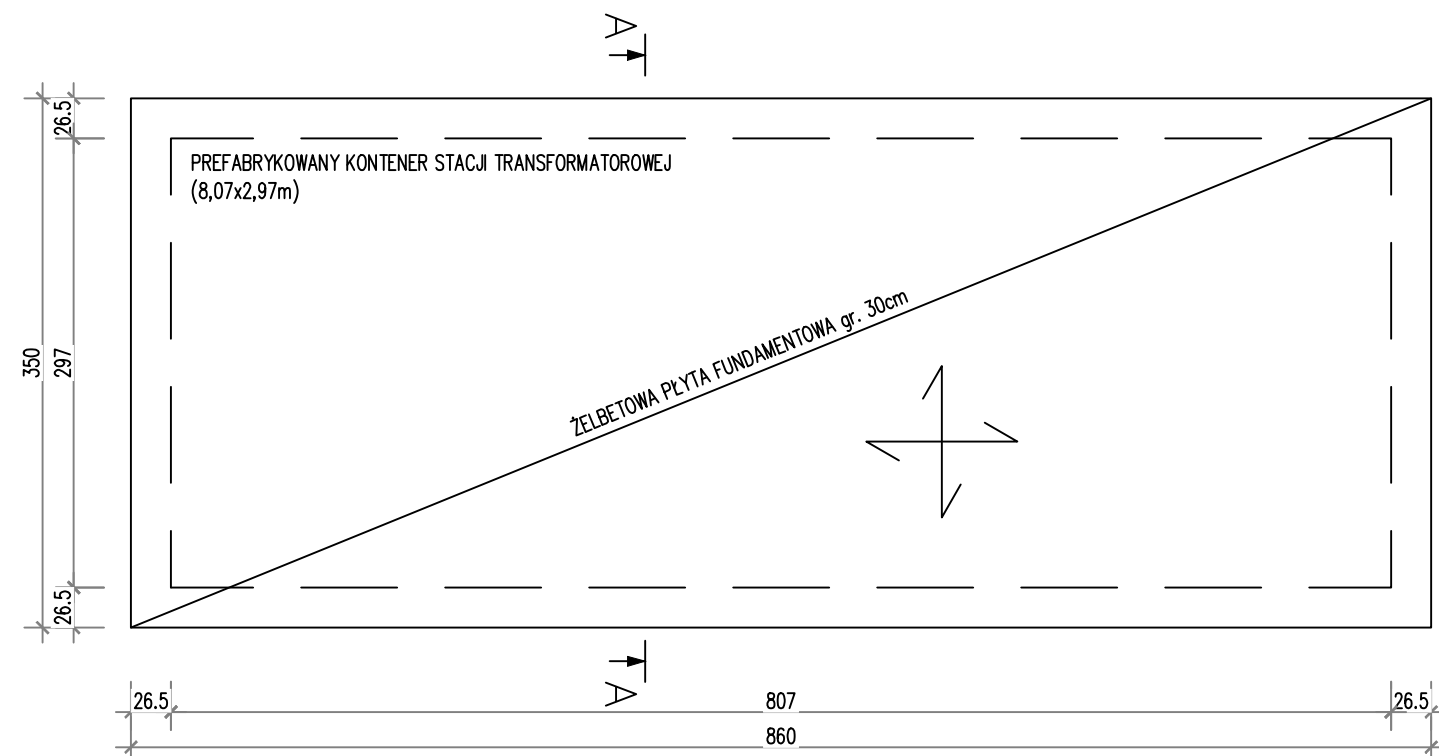 A
26.5
PREFABRYKOWANY KONTENER STACJI TRANSFORMATOROWEJ
(8,07x2,97m)
ŻELBETOWA PŁYTA FUNDAMENTOWA gr. 30cm
350
297
26.5
A
26.5
807
26.5
860